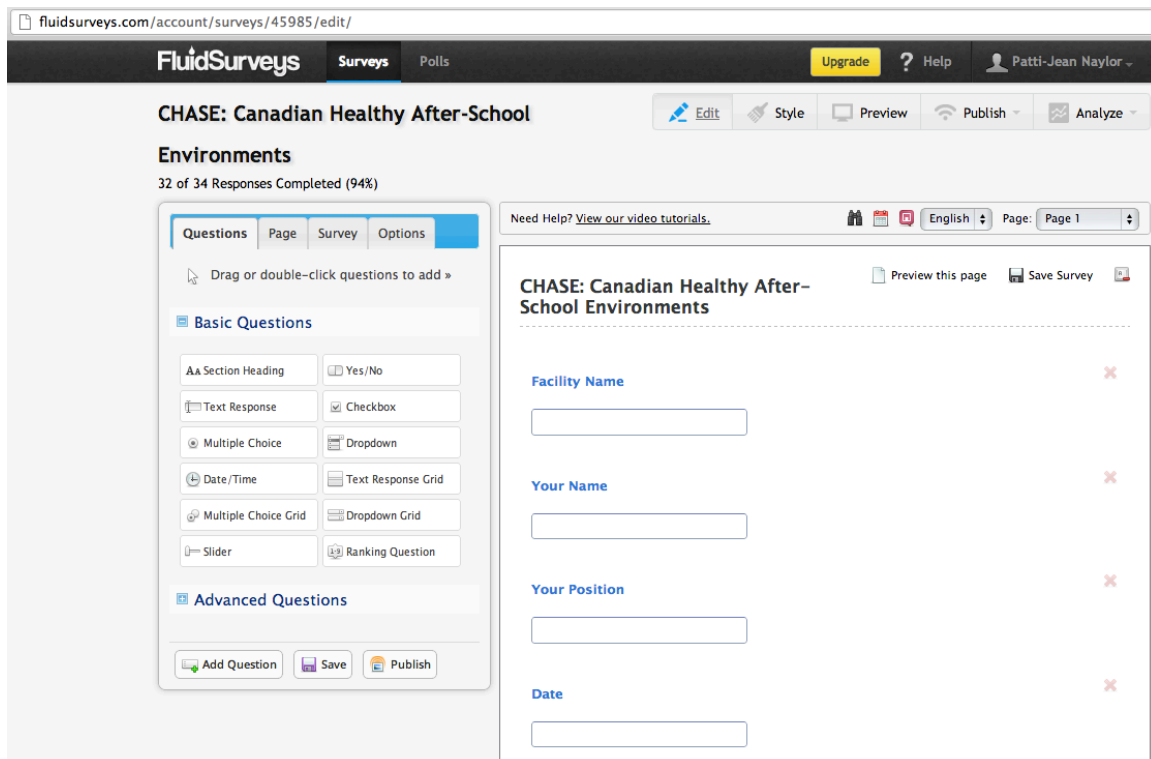 fluidsurveys.com/account/surveys/45985/edit/
FluidSurveys Surveys Polls Upgrade ? Help Patti-Jean Naylor
CHASE: Canadian Healthy After-School
Environments
Edit Style Preview Publish Analyze
32 of 34 Responses Completed (94%)
Questions Page Survey Options
Drag or double-click questions to add »
Basic Questions
AA Section Heading Yes/No
Text Response Checkbox
Multiple Choice Dropdown
Date/Time Text Response Grid
Multiple Choice Grid Dropdown Grid
Slider Ranking Question
Advanced Questions
Add Question Save Publish
Need Help? View our video tutorials. English Page: Page 1
CHASE: Canadian Healthy After-
School Environments
Preview this page Save Survey
Facility Name
Your Name
Your Position
Date